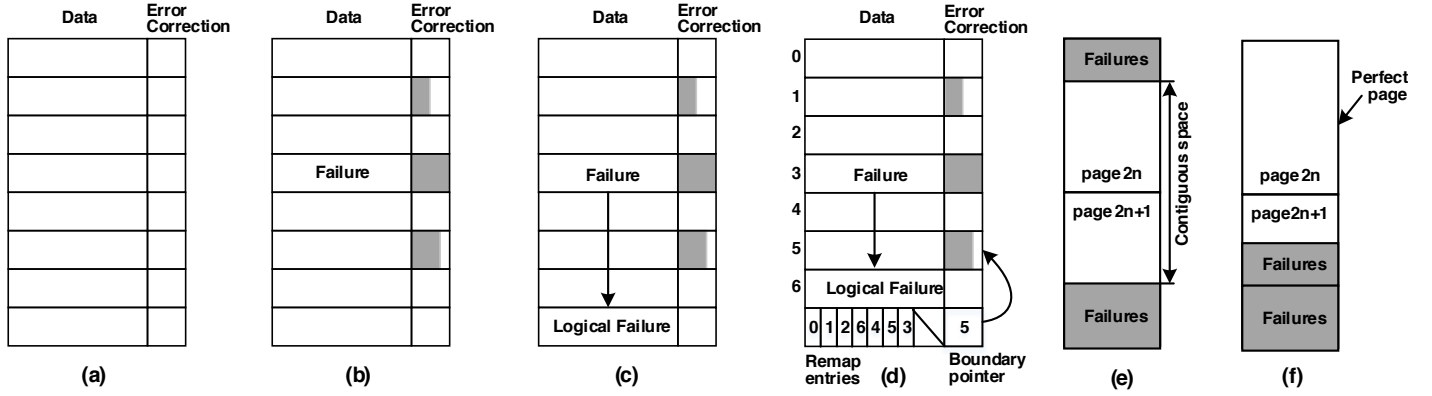 Data
Error
Correction
(a)
Data
Error
Correction
Failure
(b)
Data
Error
Correction
Failure
Logical Failure
(c)
Data
Error
Correction
0
1
2
3
Failure
4
5
6
Logical Failure
0 1 2 6 4 5 3
5
Remap
entries
(d)
Boundary
pointer
Failures
page 2n
page 2n+1
Contiguous space
Failures
(e)
Perfect
page
page 2n
page2n+1
Failures
Failures
(f)